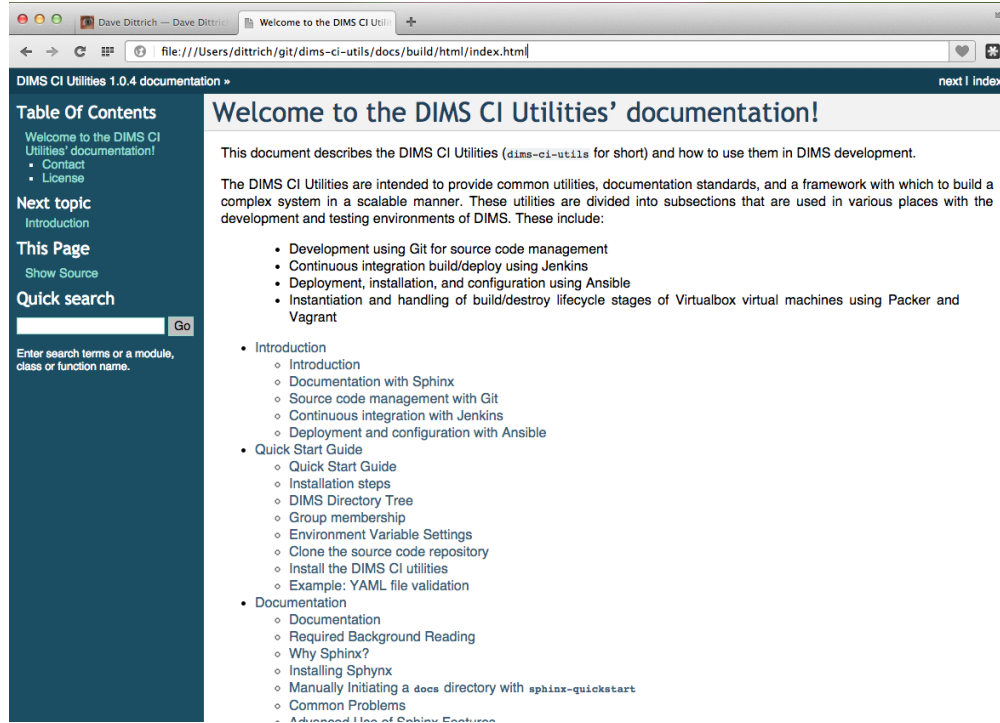 Dave Dittrich — Dave Dittric
Welcome to the DIMS CI Utili
file:///Users/dittrich/git/dims-ci-utils/docs/build/html/index.html
DIMS CI Utilities 1.0.4 documentation »
next | index
Table Of Contents
Welcome to the DIMS CI
Utilities' documentation!
Contact
License
Next topic
Introduction
This Page
Show Source
Quick search
Go
Enter search terms or a module,
class or function name.
Welcome to the DIMS CI Utilities’ documentation!
This document describes the DIMS CI Utilities (dims-ci-utils for short) and how to use them in DIMS development.
The DIMS CI Utilities are intended to provide common utilities, documentation standards, and a framework with which to build a
complex system in a scalable manner. These utilities are divided into subsections that are used in various places with the
development and testing environments of DIMS. These include:
• Development using Git for source code management
• Continuous integration build/deploy using Jenkins
• Deployment, installation, and configuration using Ansible
• Instantiation and handling of build/destroy lifecycle stages of Virtualbox virtual machines using Packer and
Vagrant
• Introduction
◦ Introduction
◦ Documentation with Sphinx
◦ Source code management with Git
◦ Continuous integration with Jenkins
◦ Deployment and configuration with Ansible
• Quick Start Guide
◦ Quick Start Guide
◦ Installation steps
◦ DIMS Directory Tree
◦ Group membership
◦ Environment Variable Settings
◦ Clone the source code repository
◦ Install the DIMS CI utilities
◦ Example: YAML file validation
• Documentation
◦ Documentation
◦ Required Background Reading
◦ Why Sphinx?
◦ Installing Sphynx
◦ Manually Initiating a docs directory with sphinx-quickstart
◦ Common Problems
◦ Advanced Use of Sphinx Features